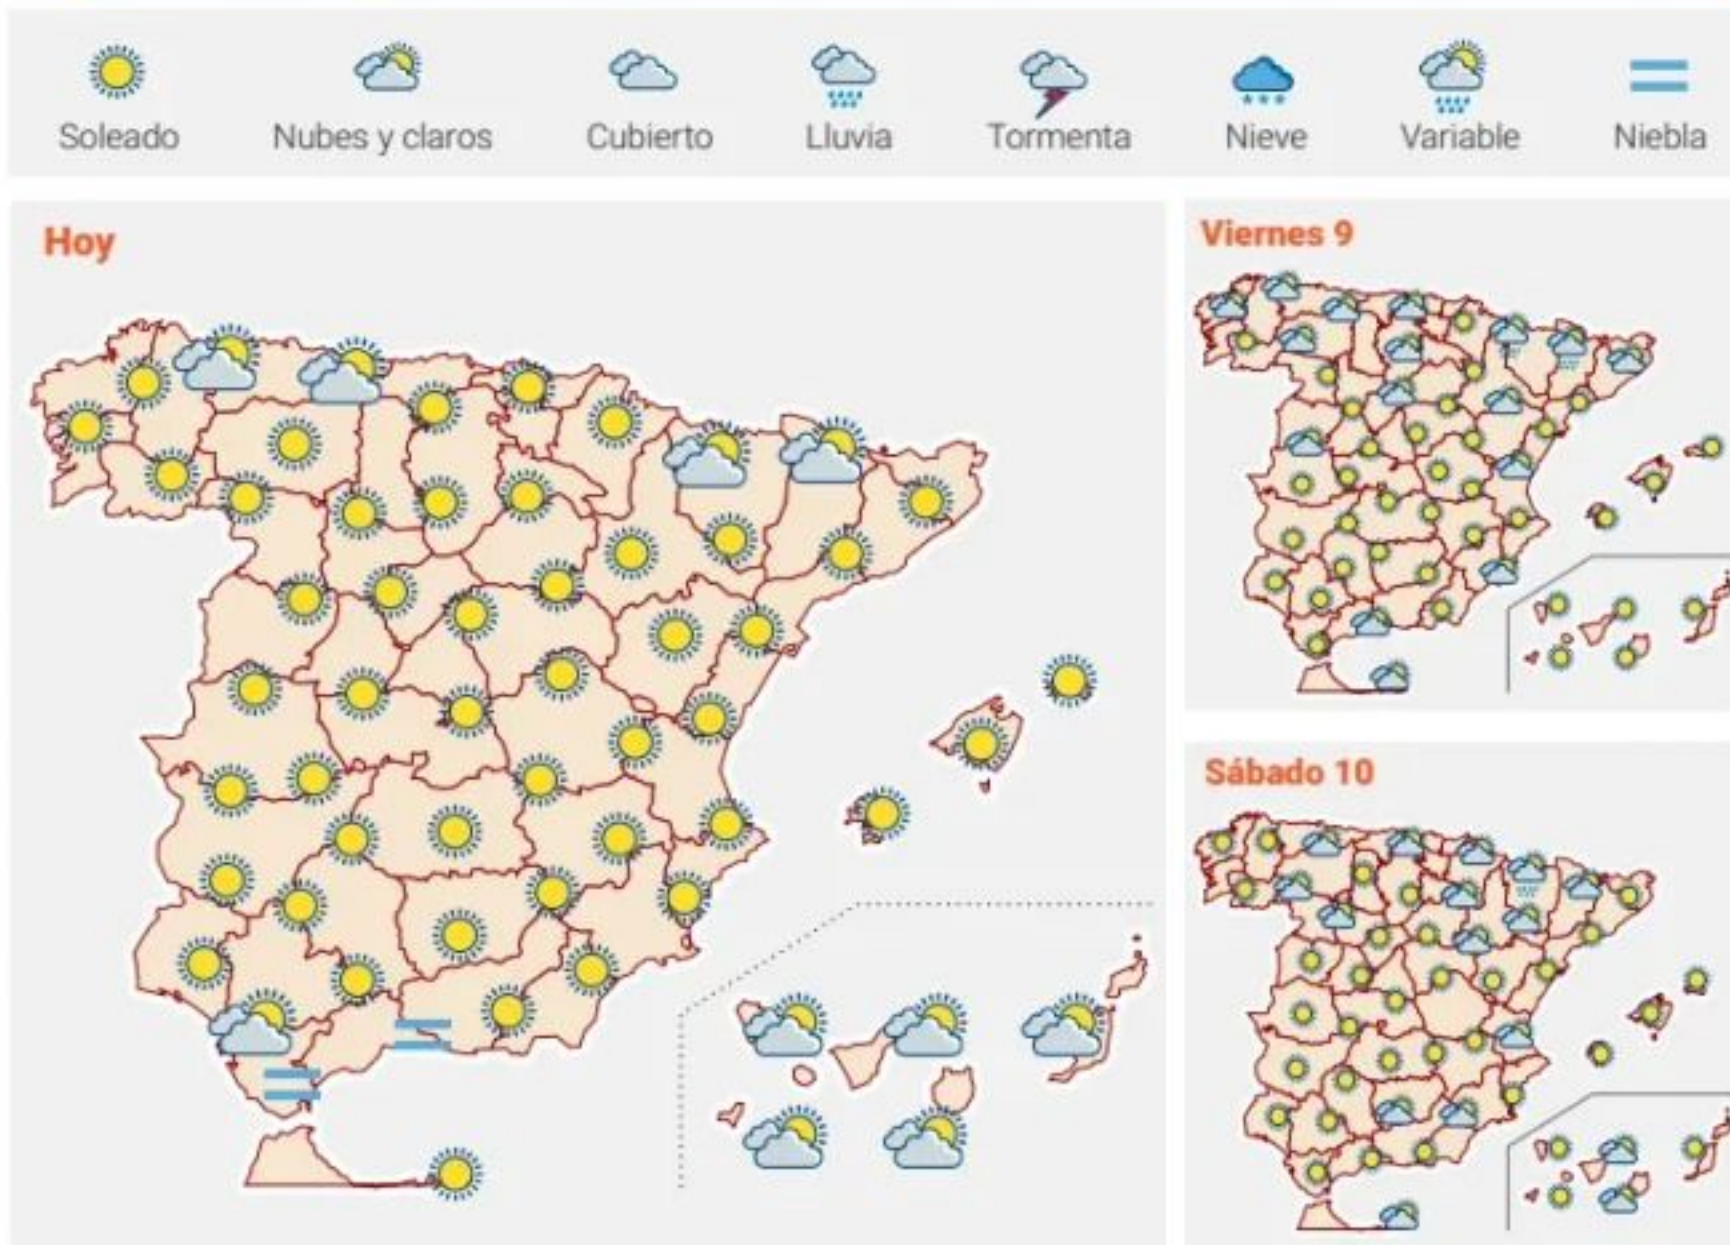 Soleado
Nubes y claros
Cubierto
Lluvia
Tormenta
Nieve
Variable
Niebla
Hoy
Viernes 9
Sábado 10